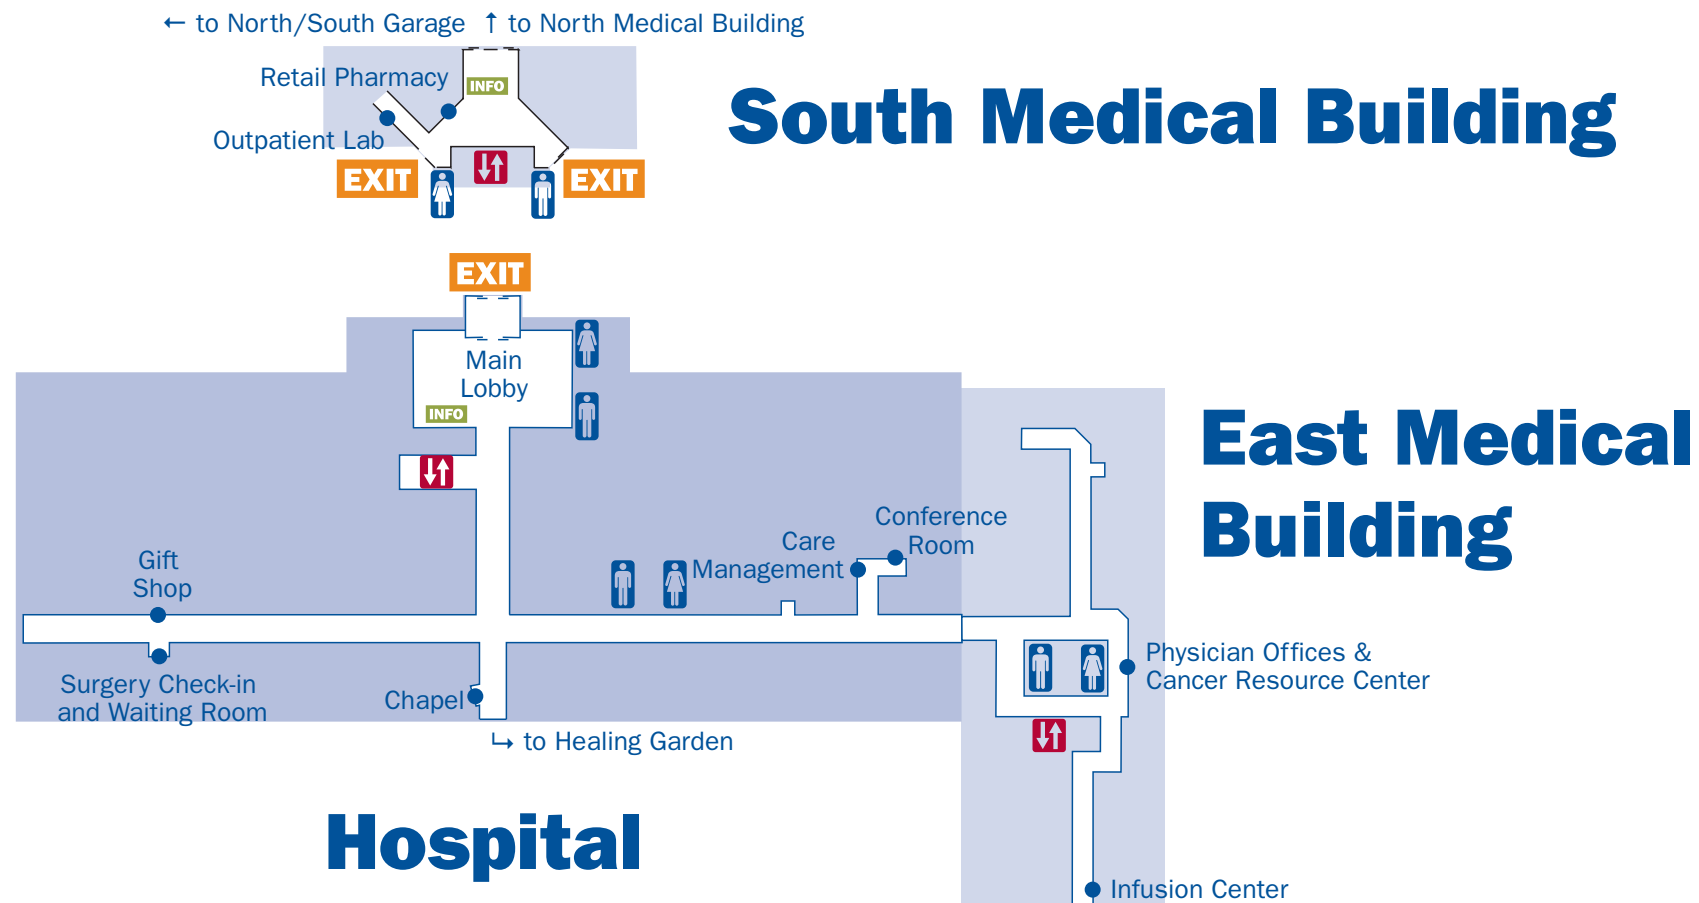 ← to North/South Garage ↑ to North Medical Building
Retail Pharmacy
INFO
Outpatient Lab
EXIT
EXIT
South Medical Building
EXIT
Main
Lobby
INFO
East Medical
Building
Conference
Room
Care
Management
Gift
Shop
Surgery Check-in
and Waiting Room
Chapel
↳ to Healing Garden
Physician Offices &
Cancer Resource Center
Hospital
Infusion Center